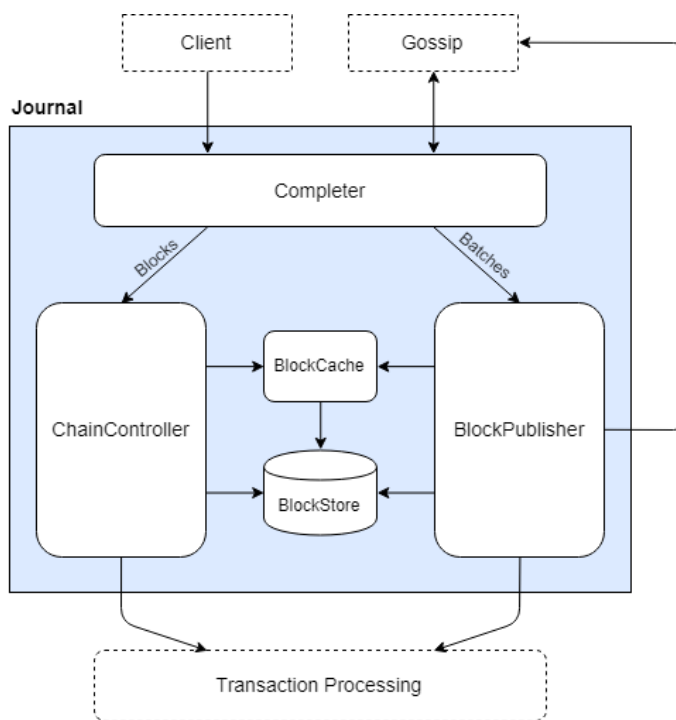 Client
Gossip
Journal
Completer
Blocks
Batches
BlockCache
ChainController
BlockPublisher
BlockStore
Transaction Processing